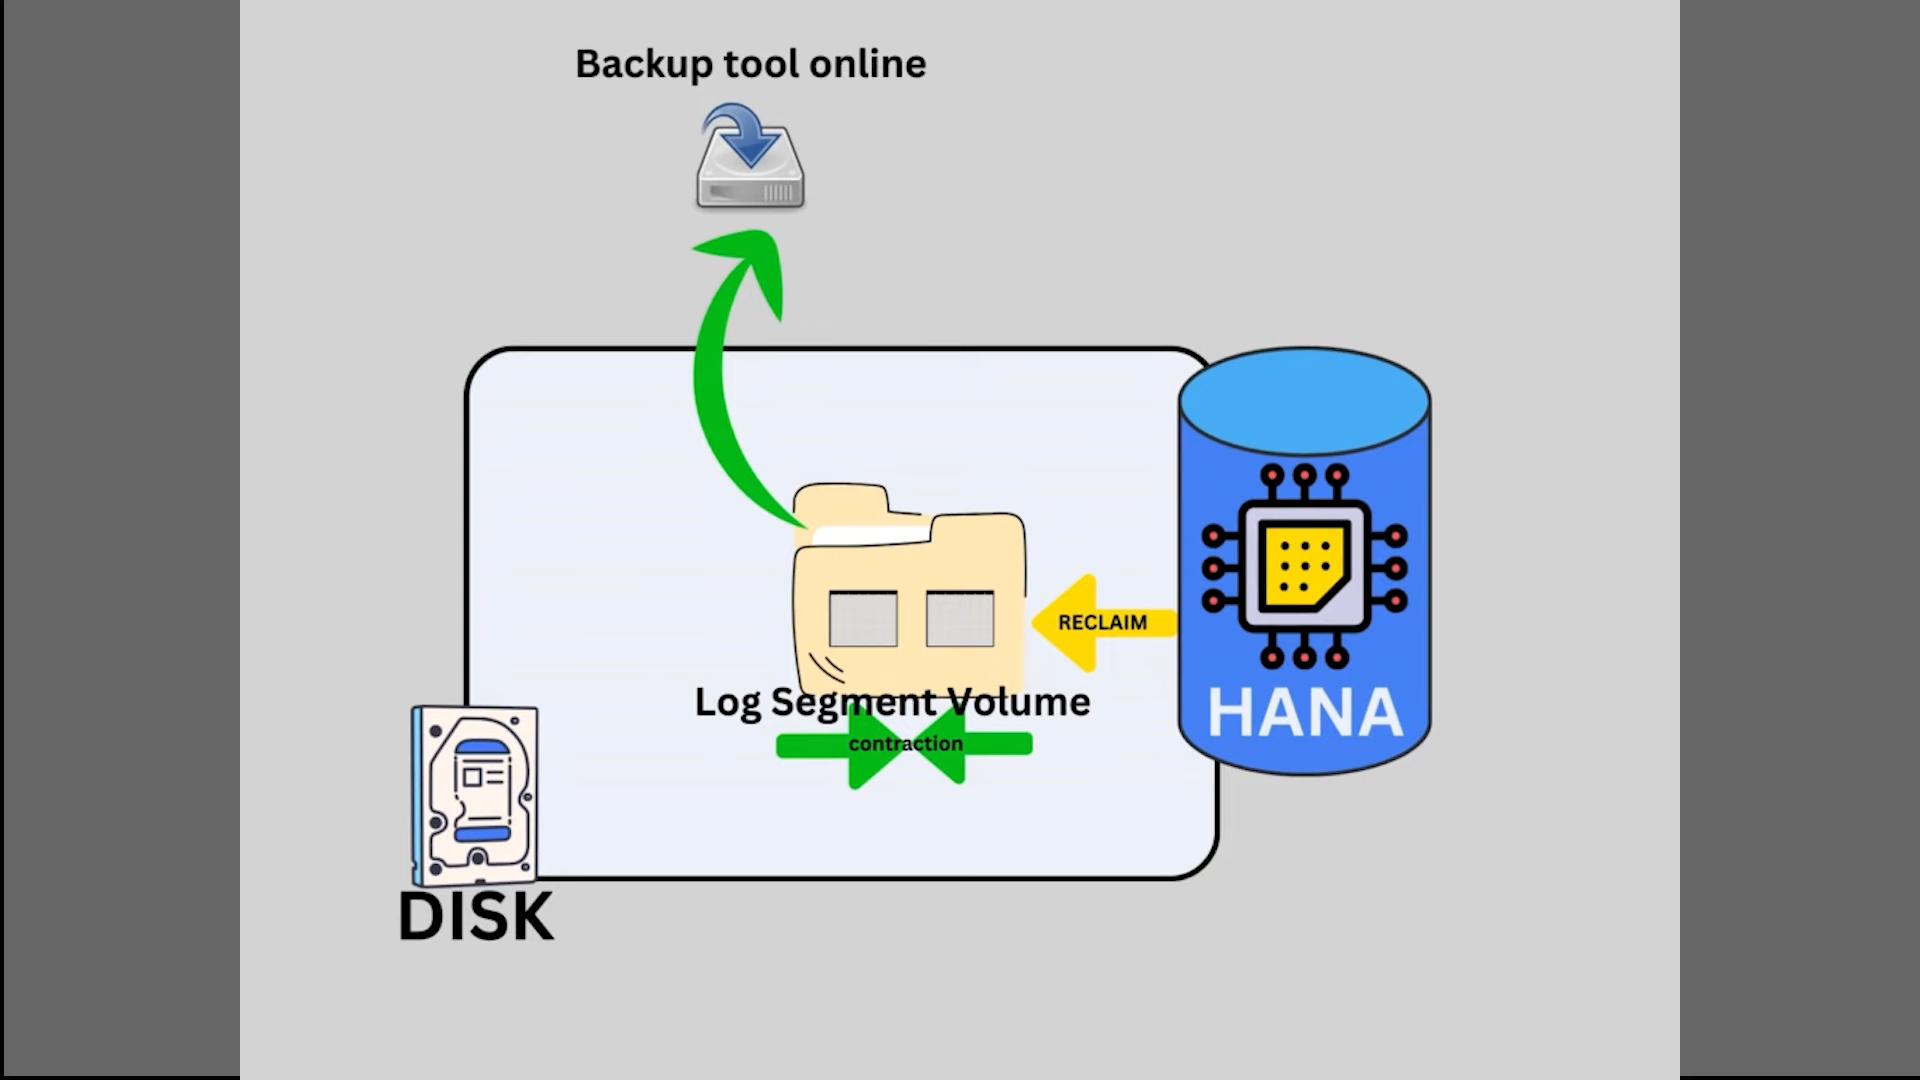 Backup tool online
RECLAIM
Log Segment Volume
contraction
HANA
DISK